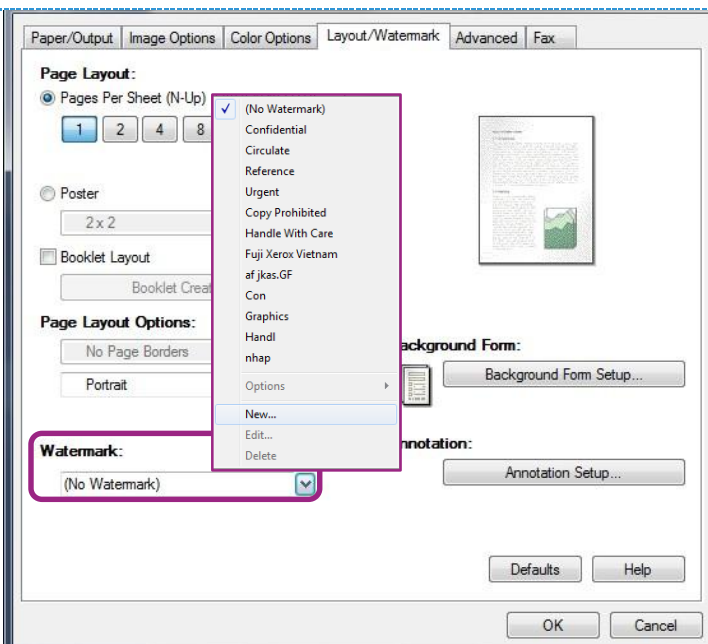 Paper/Output Image Options Color Options Layout/Watermark Advanced Fax
Page Layout:
Pages Per Sheet (N-Up)
1 2 4 8
Poster
2 x 2
Booklet Layout
Booklet Creat
Page Layout Options:
No Page Borders
Portrait
Watermark:
(No Watermark)
(No Watermark)
Confidential
Circulate
Reference
Urgent
Copy Prohibited
Handle With Care
Fuji Xerox Vietnam
af jkas.GF
Con
Graphics
Handl
nhap
Options
New...
Edit...
Delete
ackground Form:
Background Form Setup...
nnotation:
Annotation Setup...
Defaults Help
OK Cancel